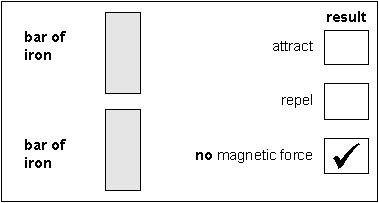 result
bar of
iron
attract
repel
bar of
iron
no magnetic force